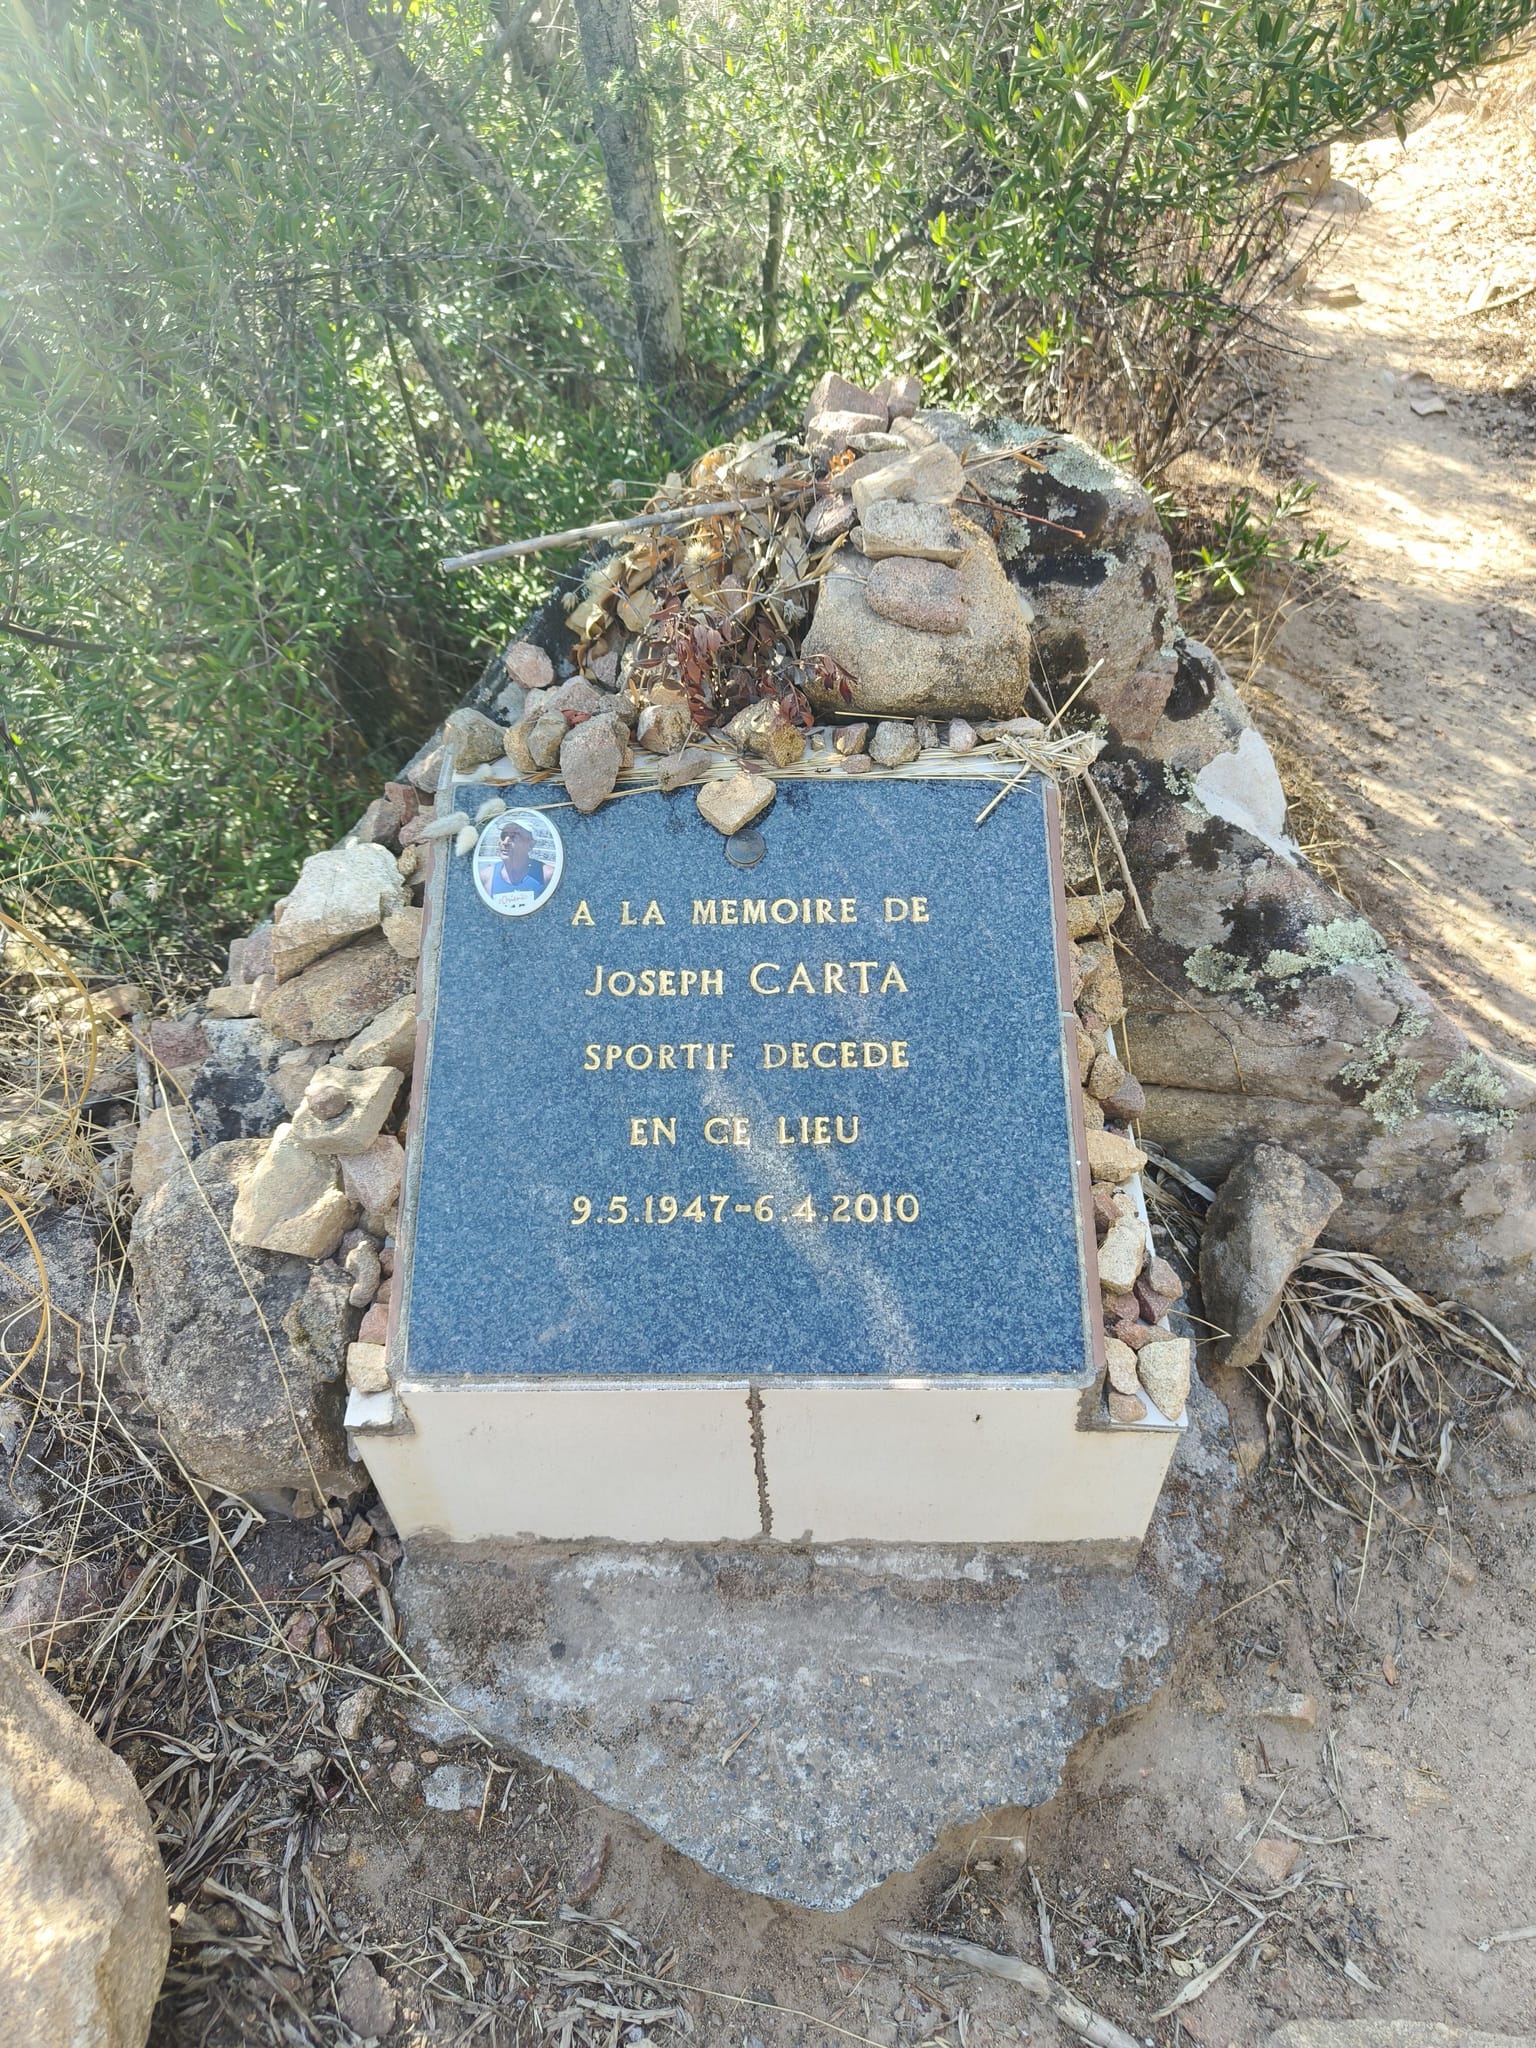 A LA MEMOIRE DE
JOSEPH CARTA
SPORTIF DECEDE
EN CE LIEU
9.5.1947-6.4.2010